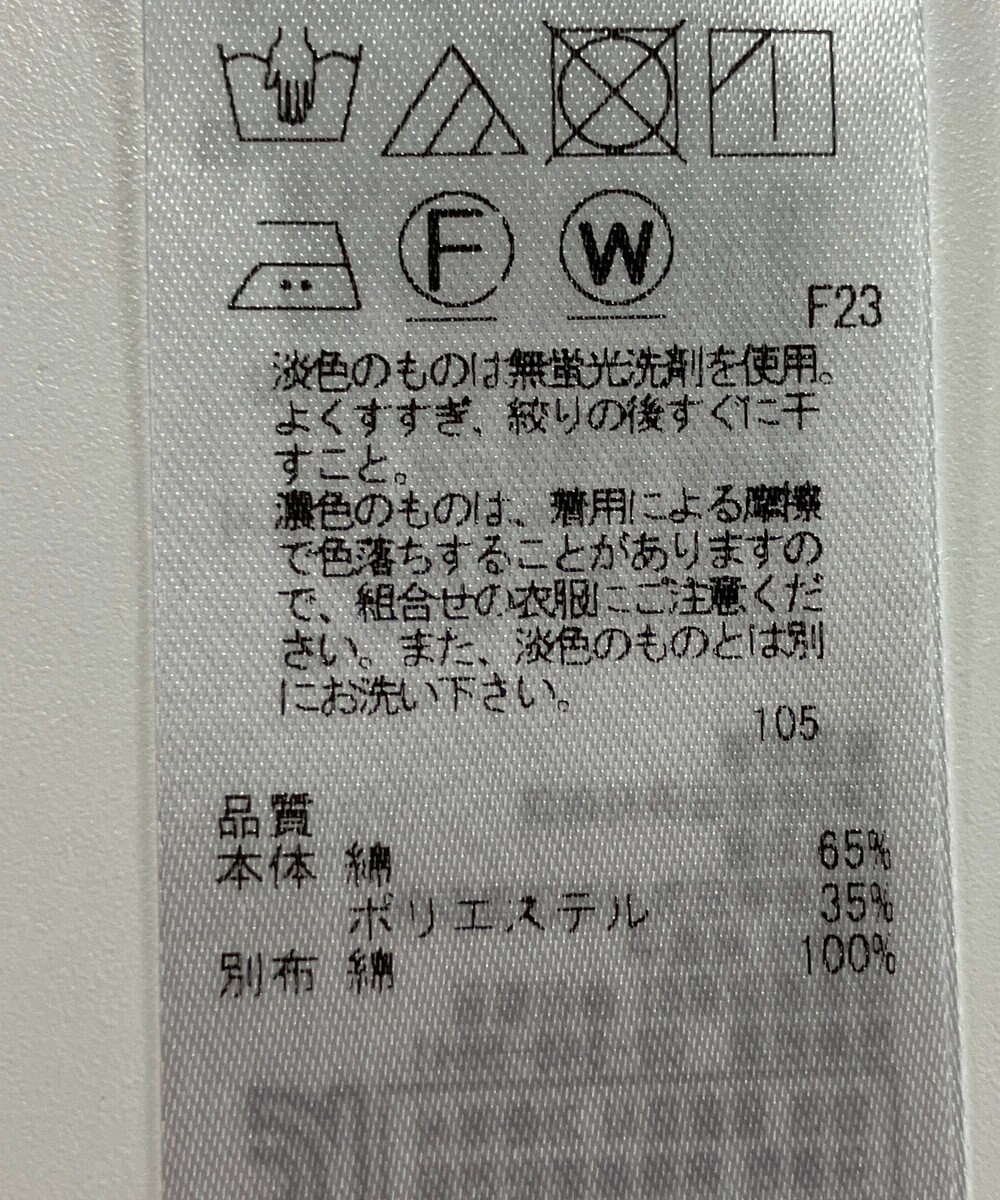 F
W
F23
淡色のものは無蛍光洗剤を使用。
よくすすぎ、絞りの後すぐに干
すこと。
濃色のものは、着用による摩擦
で色落ちすることがありますの
で、組合せの衣服にご注意くだ
さい。また、淡色のものとは別
にお洗い下さい。
105
品質
本体 綿 65%
ポリエステル 35%
別布 綿 100%